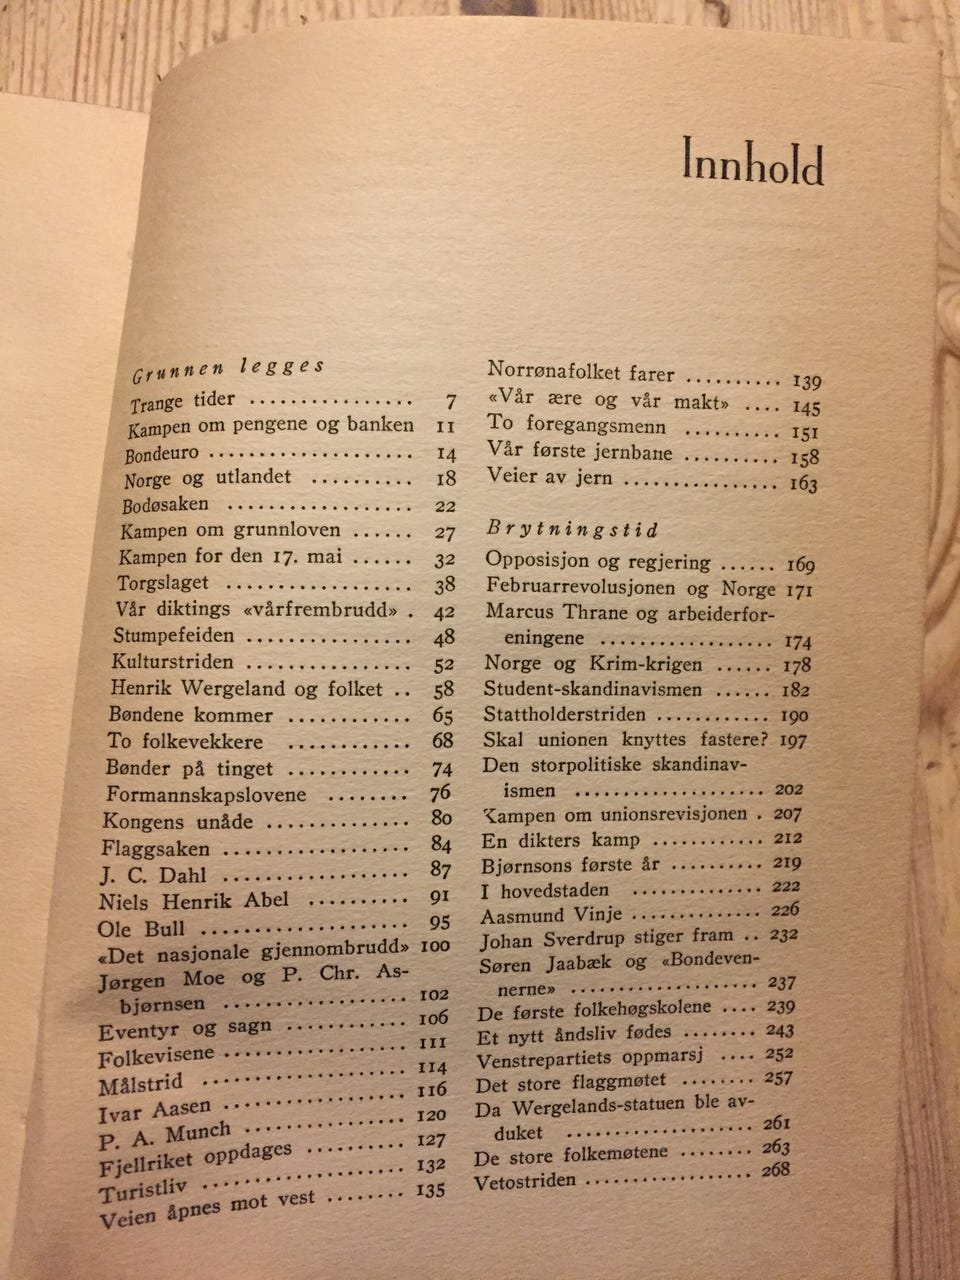 Innhold
Grunnen legges
Trange tider ................ 7
Kampen om pengene og banken 11
Bondeuro .................... 14
Norge og utlandet .......... 18
Bodøsaken .................. 22
Kampen om grunnloven ...... 27
Kampen for den 17. mai ...... 32
Torgslaget .................. 38
Vår diktings «vårfrembrudd» . 42
Stumpefeiden ................ 48
Kulturstriden ................ 52
Henrik Wergeland og folket .. 58
Bøndene kommer ............ 65
To folkevekkere ............ 68
Bønder på tinget ............ 74
Formannskapslovene ........ 76
Kongens unåde .............. 80
Flaggsaken .................. 84
J. C. Dahl .................. 87
Niels Henrik Abel .......... 91
Ole Bull .................... 95
«Det nasjonale gjennombrudd» 100
Jørgen Moe og P. Chr. As-
bjørnsen .................. 102
Eventyr og sagn ............ 106
Folkevisene .................. 111
Målstrid .................... 114
Ivar Aasen .................. 116
P. A. Munch ................ 120
Fjellriket oppdages .......... 127
Turistliv .................... 132
Veien åpnes mot vest ........ 135
Norrønafolket farer .......... 139
«Vår ære og vår makt» .... 145
To foregangsmenn .......... 151
Vår første jernbane .......... 158
Veier av jern ................ 163
Brytningstid
Opposisjon og regjering ...... 169
Februarrevolusjonen og Norge 171
Marcus Thrane og arbeiderfor-
eningene .................. 174
Norge og Krim-krigen ...... 178
Student-skandinavismen ...... 182
Stattholderstriden ............ 190
Skal unionen knyttes fastere? 197
Den storpolitiske skandinav-
ismen .................... 202
Kampen om unionsrevisjonen . 207
En dikters kamp ............ 212
Bjørnsons første år .......... 219
I hovedstaden .............. 222
Aasmund Vinje .............. 226
Johan Sverdrup stiger fram .. 232
Søren Jaabæk og «Bondeven-
nerne» .................... 237
De første folkehøgskolene .... 239
Et nytt åndsliv fødes ........ 243
Venstrepartiets oppmarsj .... 252
Det store flaggmøtet ........ 257
Da Wergelands-statuen ble av-
duket .................... 261
De store folkemøtene ........ 263
Vetostriden .................. 268